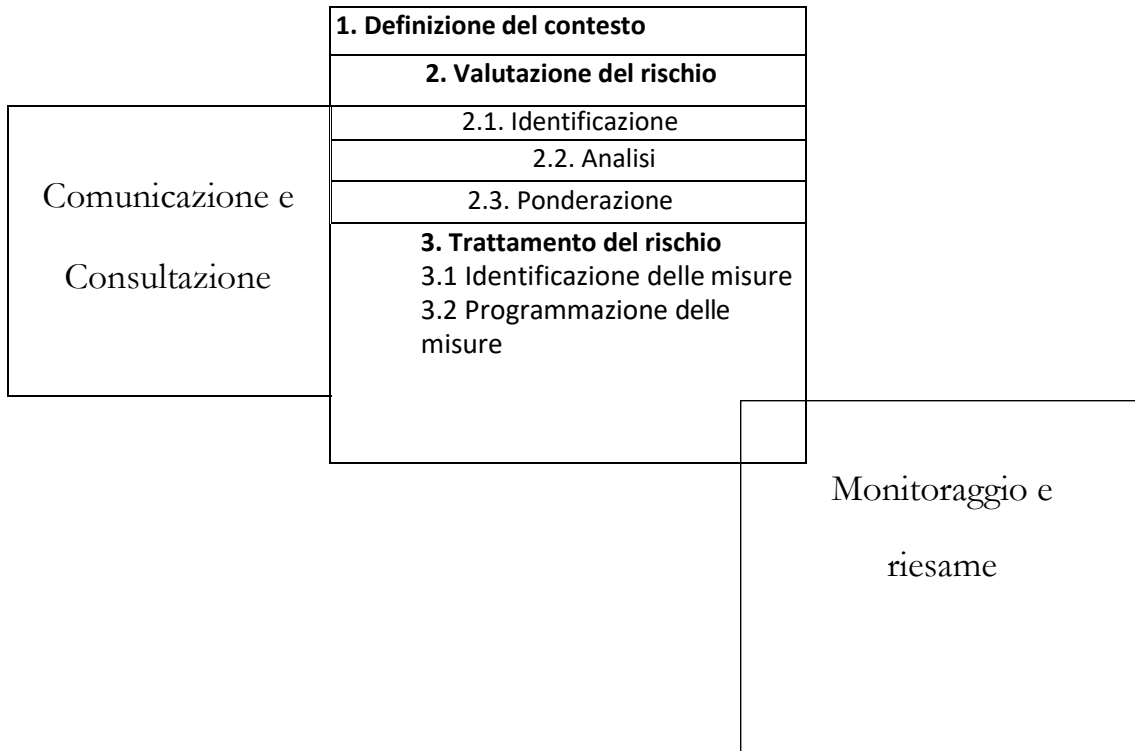 1. Definizione del contesto
2. Valutazione del rischio
2.1. Identificazione
2.2. Analisi
2.3. Ponderazione
Comunicazione e
Consultazione
3. Trattamento del rischio
3.1 Identificazione delle misure
3.2 Programmazione delle
misure
Monitoraggio e
riesame